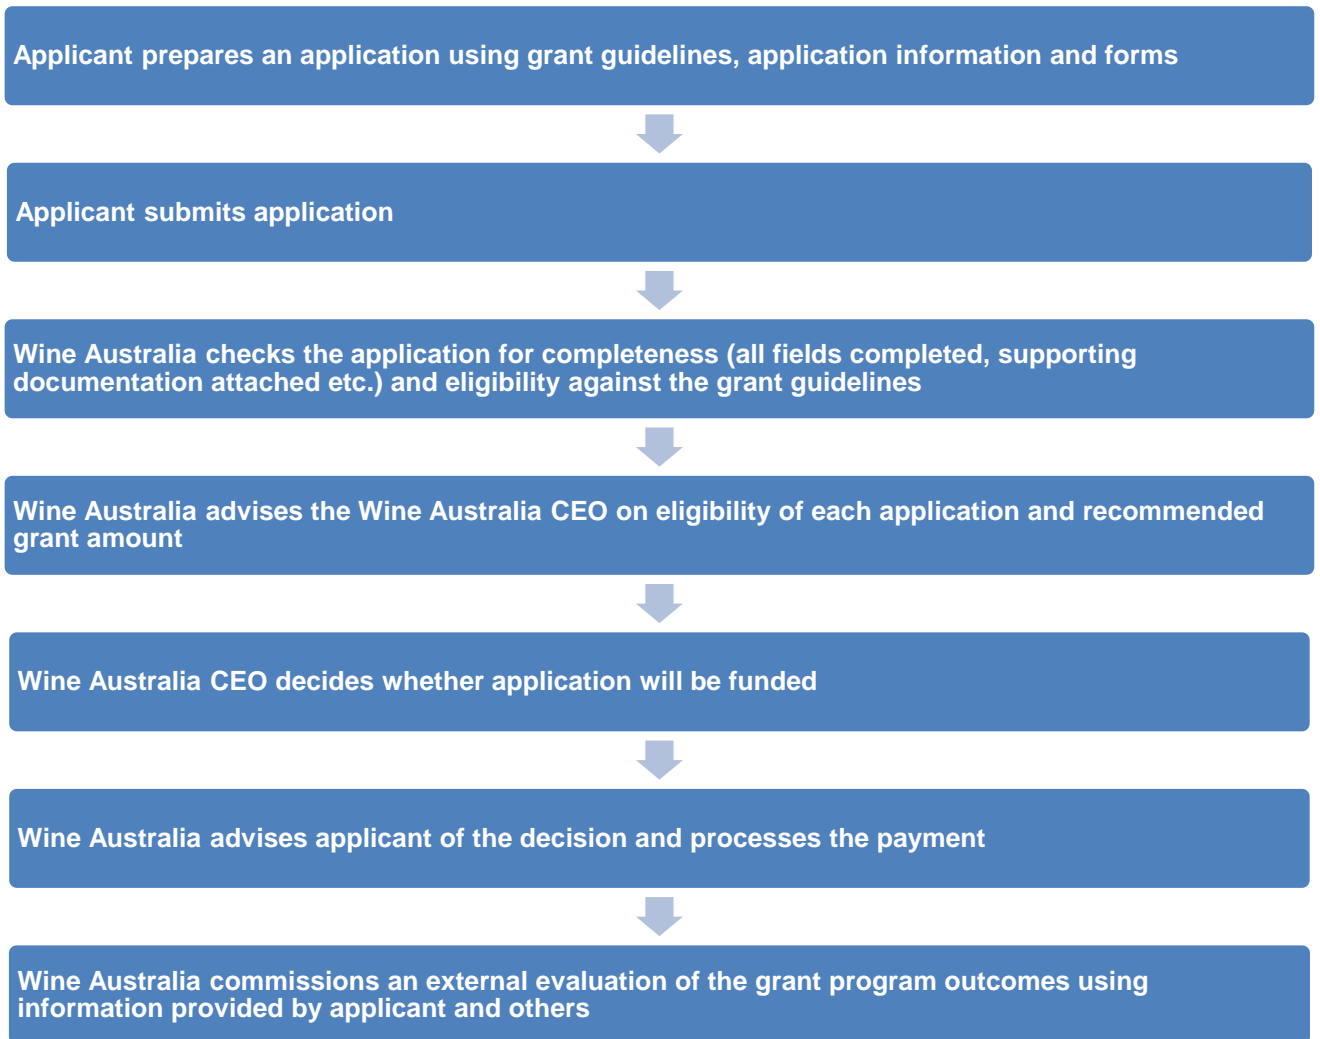 Applicant prepares an application using grant guidelines, application information and forms
Applicant submits application
Wine Australia checks the application for completeness (all fields completed, supporting
documentation attached etc.) and eligibility against the grant guidelines
Wine Australia advises the Wine Australia CEO on eligibility of each application and recommended
grant amount
Wine Australia CEO decides whether application will be funded
Wine Australia advises applicant of the decision and processes the payment
Wine Australia commissions an external evaluation of the grant program outcomes using
information provided by applicant and others